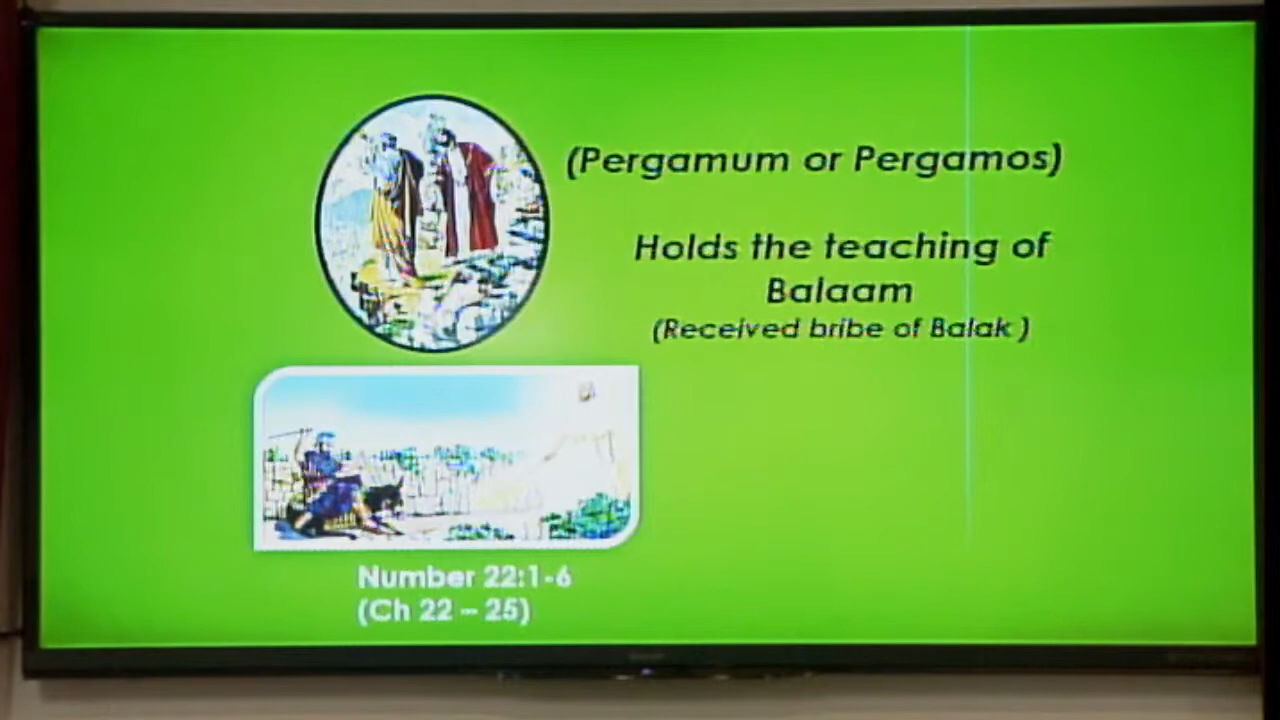 (Pergamum or Pergamos)
Holds the teaching of
Balaam
(Received bribe of Balak )
Number 22:1-6
(Ch 22 – 25)